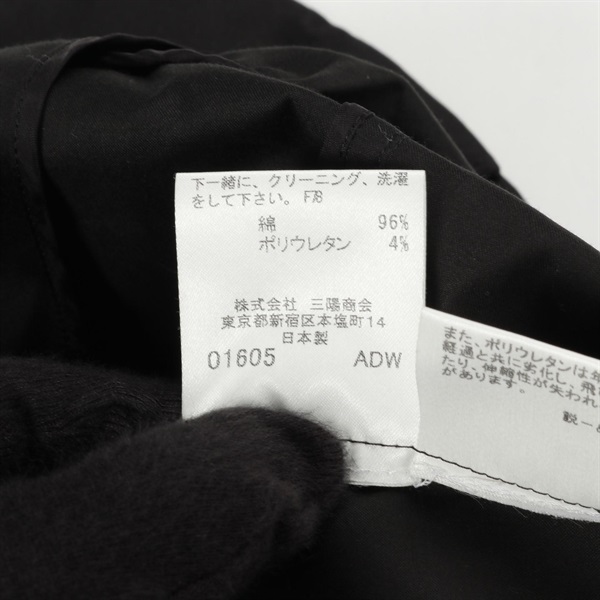 下一緒に、クリーニング、洗濯
をして下さい。F76
綿 96%
ポリウレタン 4%
株式会社 三陽商会
東京都新宿区本塩町14
日本製
01605 ADW
また、ポリウレタンは
経過と共に劣化し、飛
たり、伸縮性が失われ
があります。